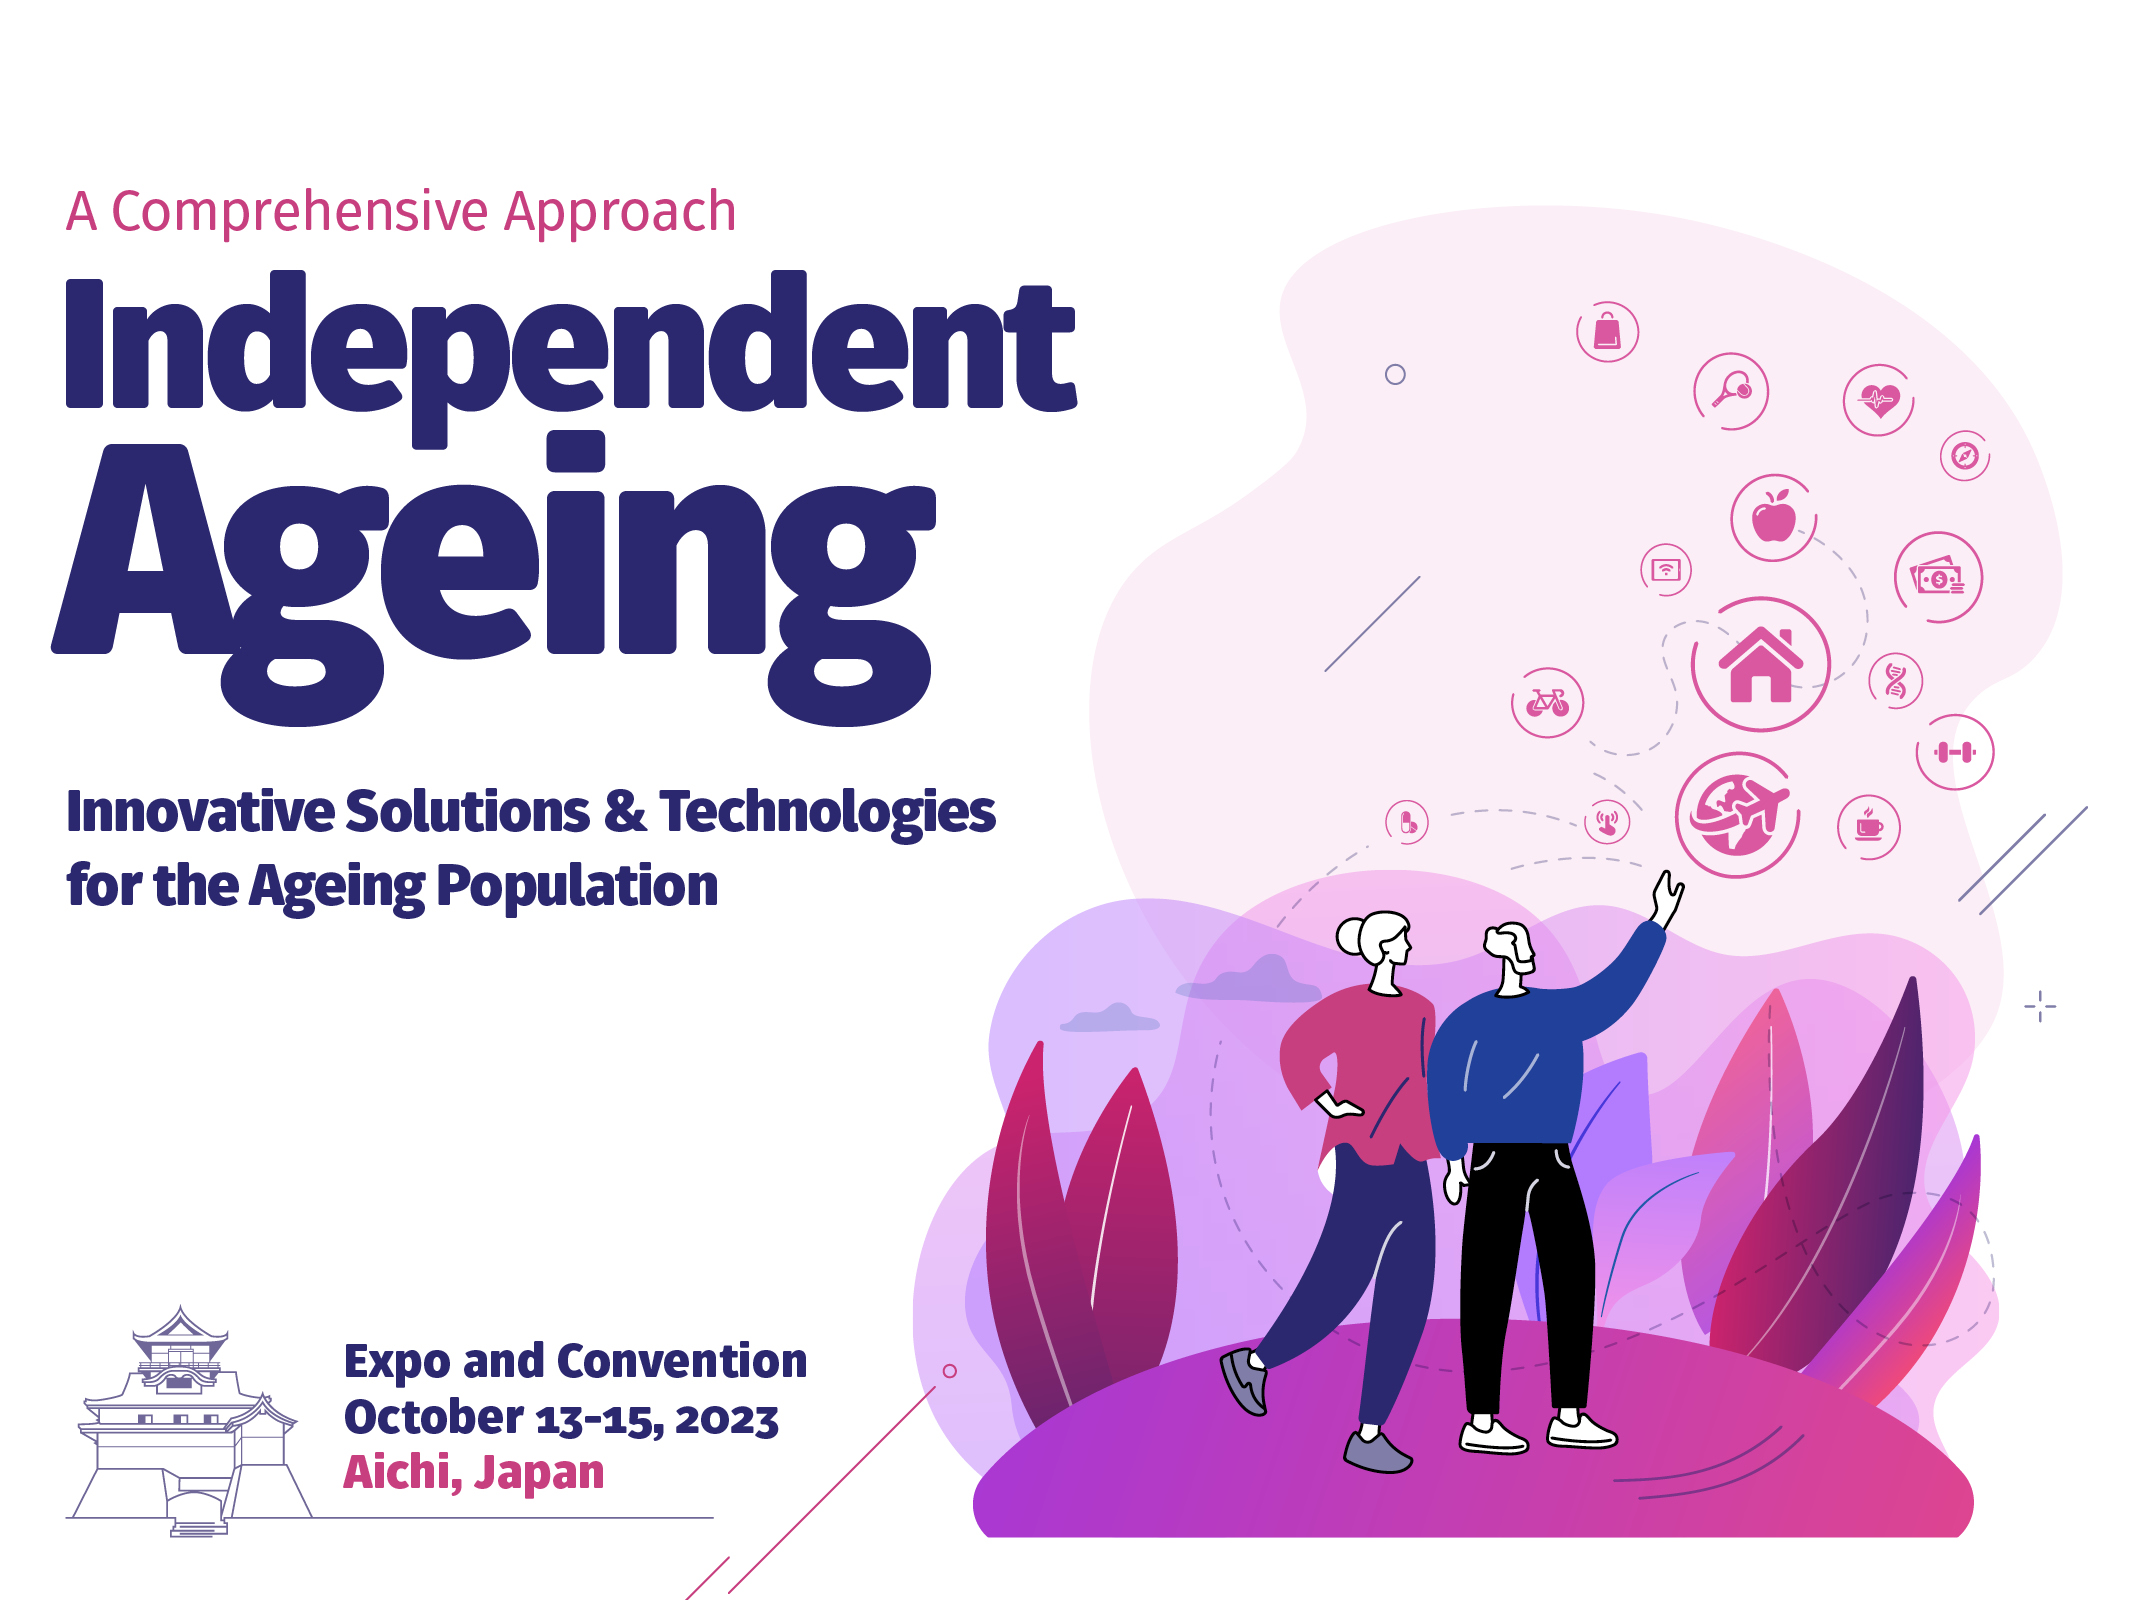 A Comprehensive Approach
Independent
Ageing
Innovative Solutions & Technologies
for the Ageing Population
Expo and Convention
October 13-15, 2023
Aichi, Japan